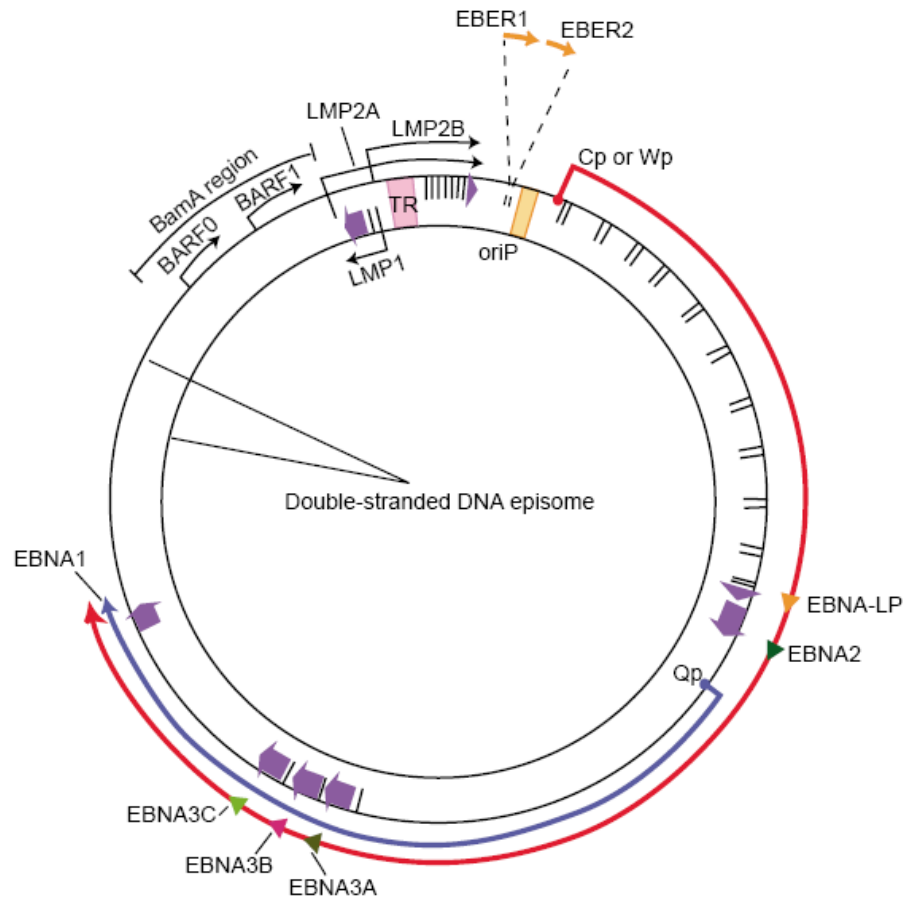 EBER1
EBER2
LMP2A
LMP2B
Cp or Wp
BamA region
BARF1
BARF0
TR
oriP
LMP1
Double-stranded DNA episome
EBNA1
EBNA-LP
EBNA2
Qp
EBNA3C
EBNA3B
EBNA3A